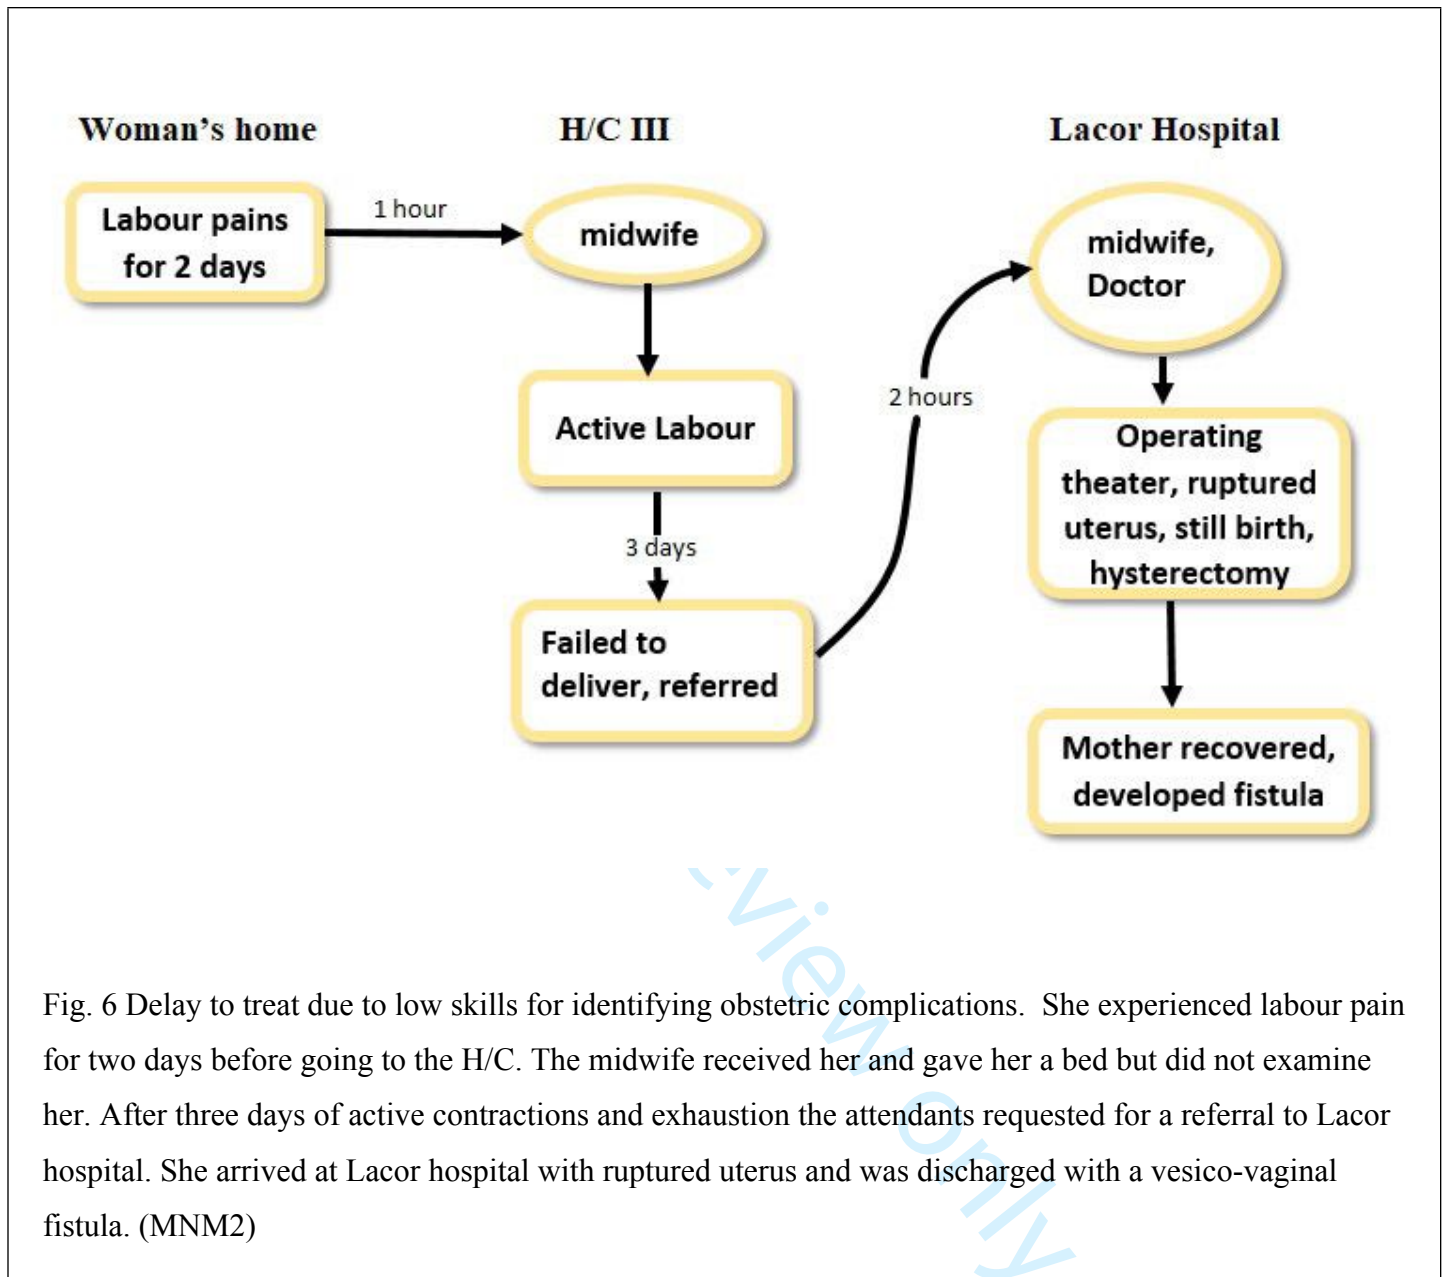 Woman's home
H/C III
Lacor Hospital
Labour pains
for 2 days
1 hour
midwife
Active Labour
3 days
Failed to
deliver, referred
2 hours
midwife,
Doctor
Operating
theater, ruptured
uterus, still birth,
hysterectomy
Mother recovered,
developed fistula
view only
Fig. 6 Delay to treat due to low skills for identifying obstetric complications.  She experienced labour pain
for two days before going to the H/C. The midwife received her and gave her a bed but did not examine
her. After three days of active contractions and exhaustion the attendants requested for a referral to Lacor
hospital. She arrived at Lacor hospital with ruptured uterus and was discharged with a vesico-vaginal
fistula. (MNM2)